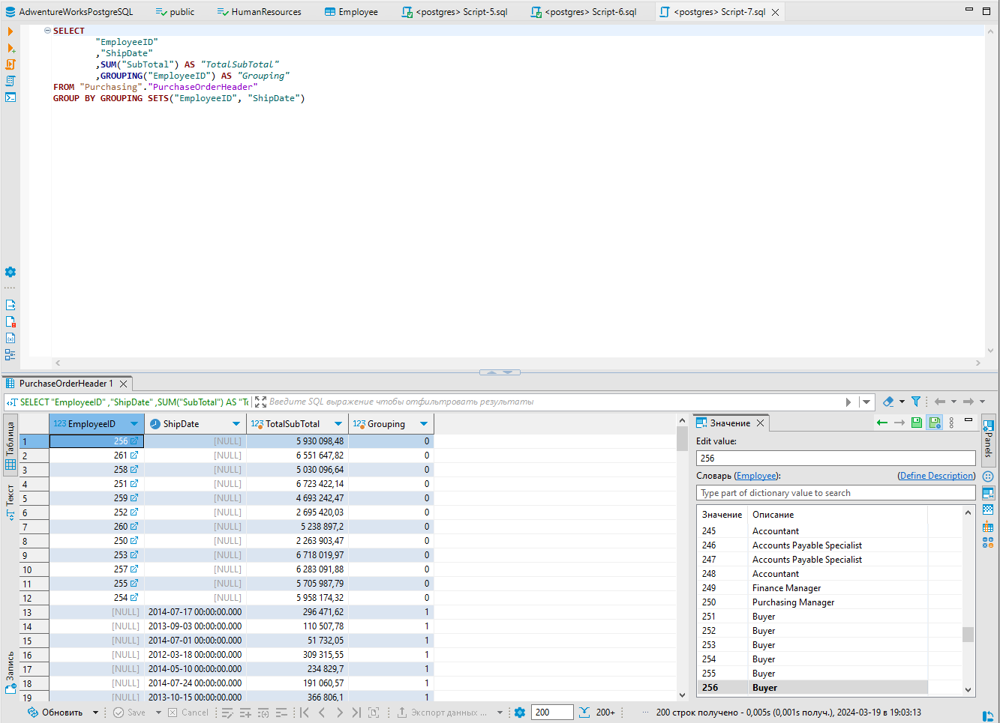 AdwentureWorksPostgreSQL public HumanResources Employee <postgres> Script-5.sql <postgres> Script-6.sql <postgres> Script-7.sql
SELECT
"EmployeeID"
,"ShipDate"
,SUM("SubTotal") AS "TotalSubTotal"
,GROUPING("EmployeeID") AS "Grouping"
FROM "Purchasing"."PurchaseOrderHeader"
GROUP BY GROUPING SETS("EmployeeID", "ShipDate")
PurchaseOrderHeader 1
SELECT "EmployeeID" ,"ShipDate" ,SUM("SubTotal") AS "To Введите SQL выражение чтобы отфильтровать результаты
Таблица
Текст
Запись
123 EmployeeID ShipDate 123 TotalSubTotal 123 Grouping
1 256 [NULL] 5 930 098,48 0
2 261 [NULL] 6 551 647,82 0
3 258 [NULL] 5 030 096,64 0
4 251 [NULL] 6 723 422,14 0
5 259 [NULL] 4 693 242,47 0
6 252 [NULL] 2 695 420,03 0
7 260 [NULL] 5 238 897,2 0
8 250 [NULL] 2 263 903,47 0
9 253 [NULL] 6 718 019,97 0
10 257 [NULL] 6 283 091,88 0
11 255 [NULL] 5 705 987,79 0
12 254 [NULL] 5 958 174,32 0
13 [NULL] 2014-07-17 00:00:00.000 296 471,62 1
14 [NULL] 2013-09-03 00:00:00.000 110 507,78 1
15 [NULL] 2014-07-01 00:00:00.000 51 732,05 1
16 [NULL] 2012-03-18 00:00:00.000 309 315,55 1
17 [NULL] 2014-05-10 00:00:00.000 234 829,7 1
18 [NULL] 2014-07-24 00:00:00.000 191 060,57 1
19 [NULL] 2013-10-15 00:00:00.000 366 806,1 1
Значение
Edit value:
256
Словарь (Employee): (Define Description)
Type part of dictionary value to search
Значение Описание
245 Accountant
246 Accounts Payable Specialist
247 Accounts Payable Specialist
248 Accountant
249 Finance Manager
250 Purchasing Manager
251 Buyer
252 Buyer
253 Buyer
254 Buyer
255 Buyer
256 Buyer
Panels
Обновить Save Cancel Экспорт данных ... 200 200+ 200 строк получено - 0,005s (0,001s получ.), 2024-03-19 в 19:03:13